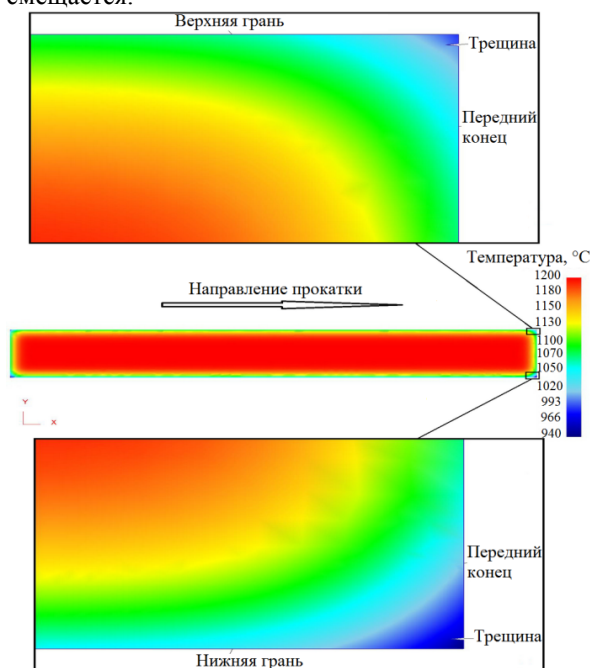 смещается.
Верхняя грань
Трещина
Передний
конец
Температура, °C
Направление прокатки
1200
1180
1150
1130
1100
1070
1050
1020
993
966
940
Y
X
Передний
конец
Трещина
Нижняя грань